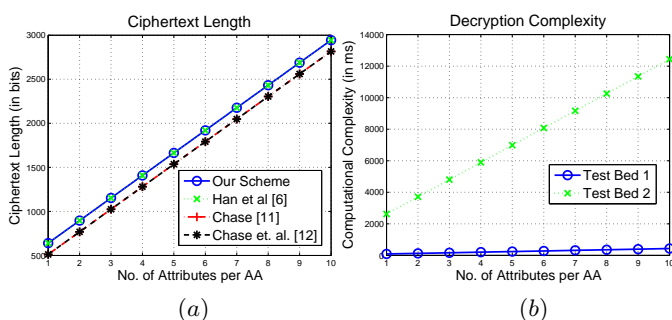 Ciphertext Length
Ciphertext Length (in bits)
3000
2500
2000
1500
1000
500
Our Scheme
Han et al [6]
Chase [11]
Chase et. al. [12]
1 2 3 4 5 6 7 8 9 10
No. of Attributes per AA
(a)
Decryption Complexity
Computational Complexity (in ms)
14000
12000
10000
8000
6000
4000
2000
0
Test Bed 1
Test Bed 2
1 2 3 4 5 6 7 8 9 10
No. of Attributes per AA
(b)